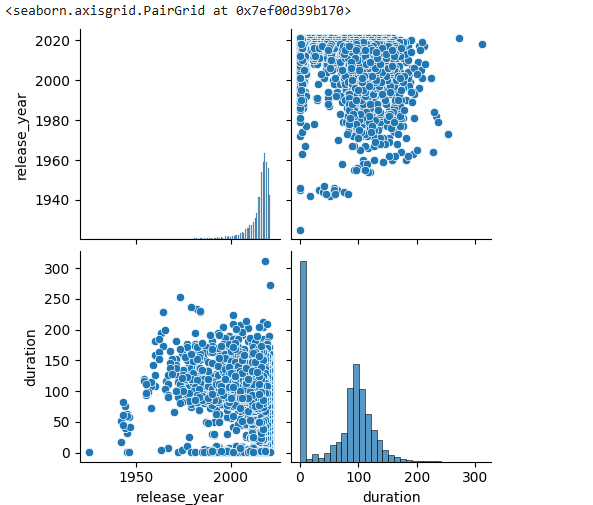 <seaborn.axisgrid.PairGrid at 0x7ef00d39b170>
2020
2000
1980
1960
1940
release_year
300
250
200
150
100
50
0
duration
1950 2000
release_year
0 100 200 300
duration